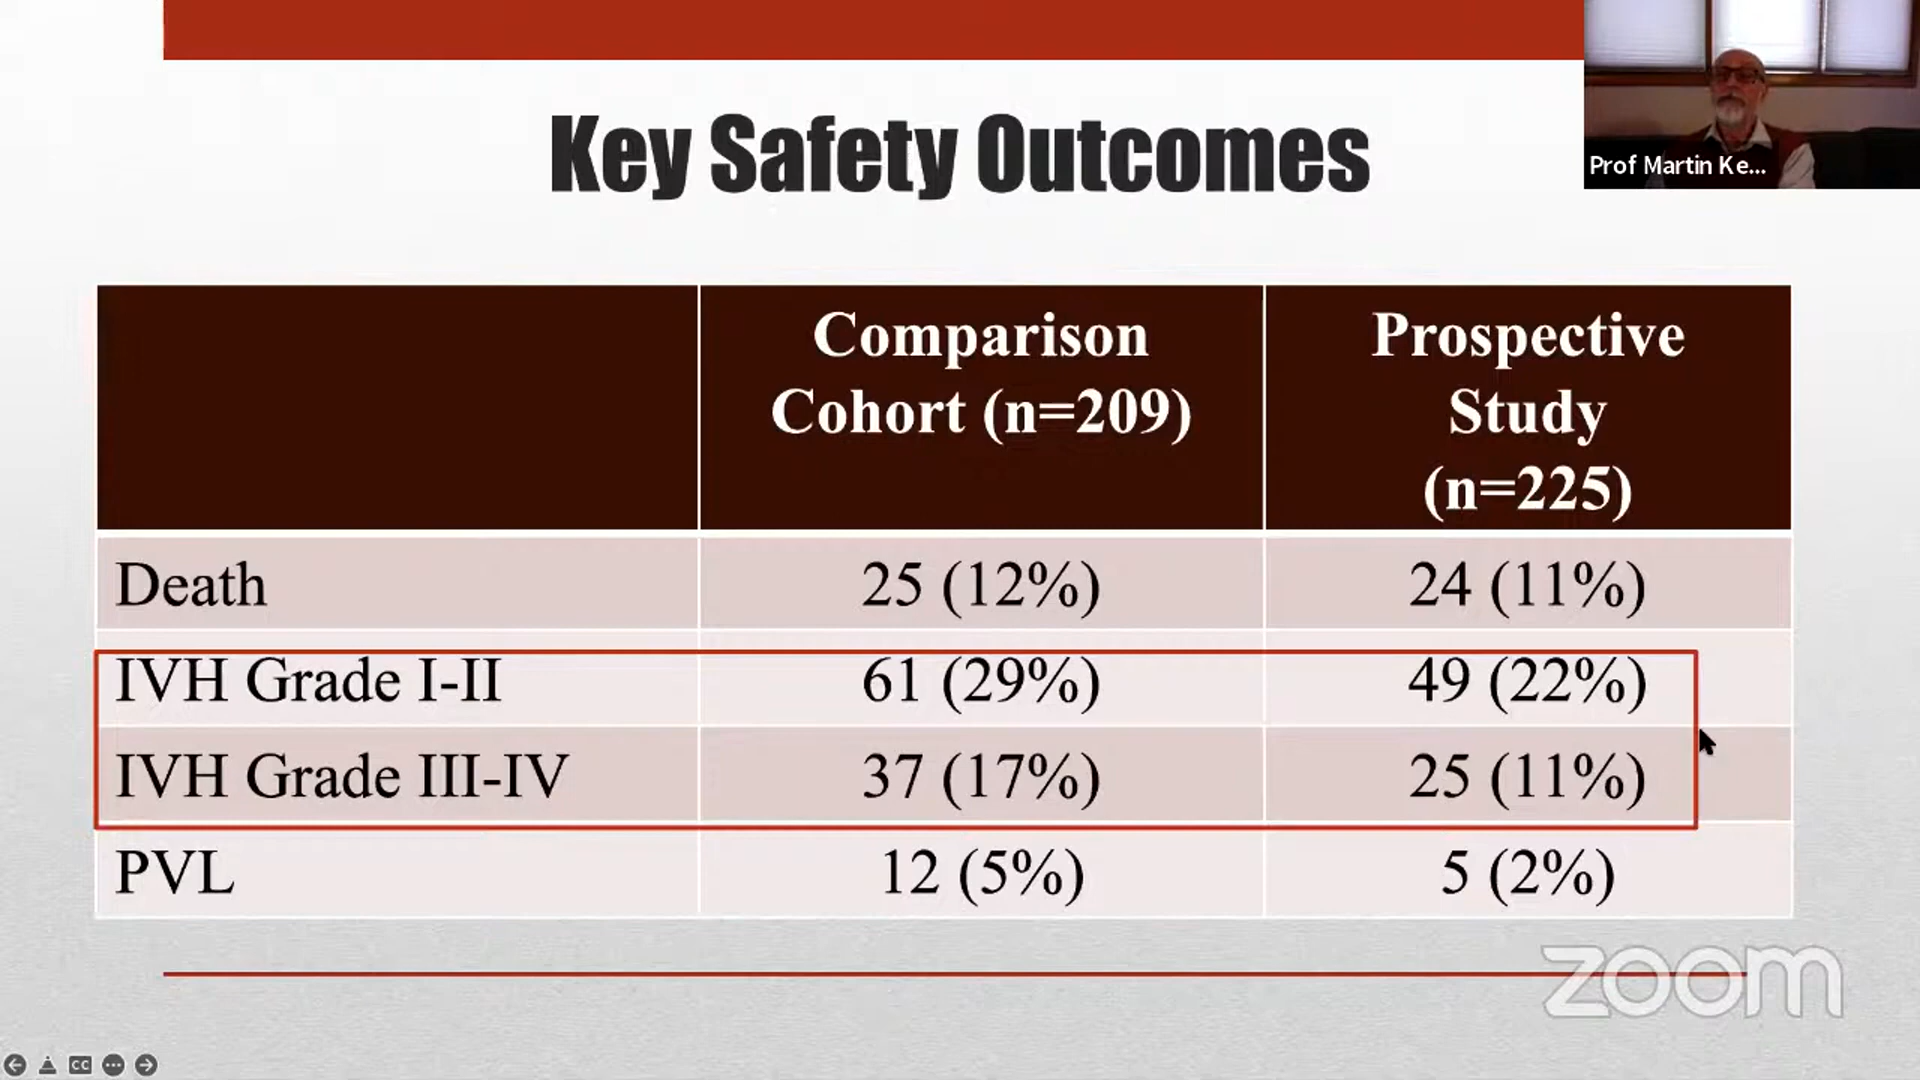 Key Safety Outcomes
Prof Martin Ke...
Comparison
Cohort (n=209)
Prospective
Study
(n=225)
Death 25 (12%) 24 (11%)
IVH Grade I-II 61 (29%) 49 (22%)
IVH Grade III-IV 37 (17%) 25 (11%)
PVL 12 (5%) 5 (2%)
zoom
CC